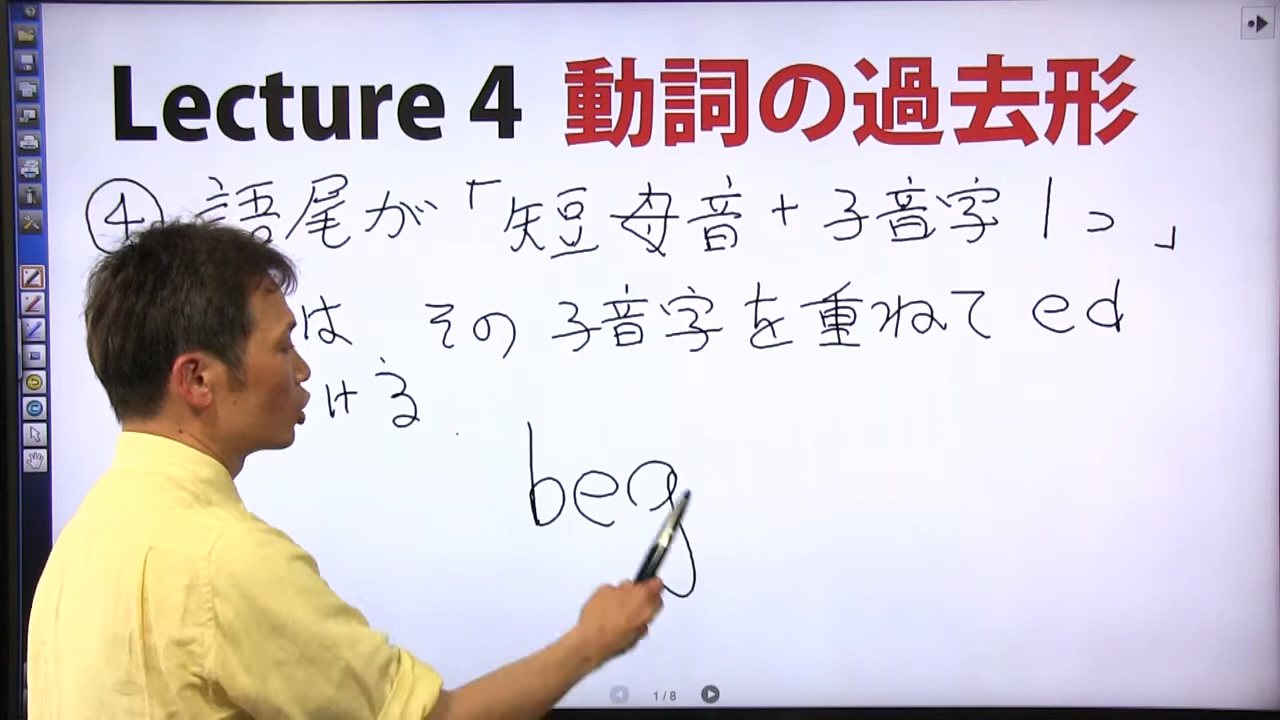 Lecture 4 動詞の過去形
④ 語尾が「短母音+子音字1つ」
は その子音字を重ねて ed
ける
beg
1/8